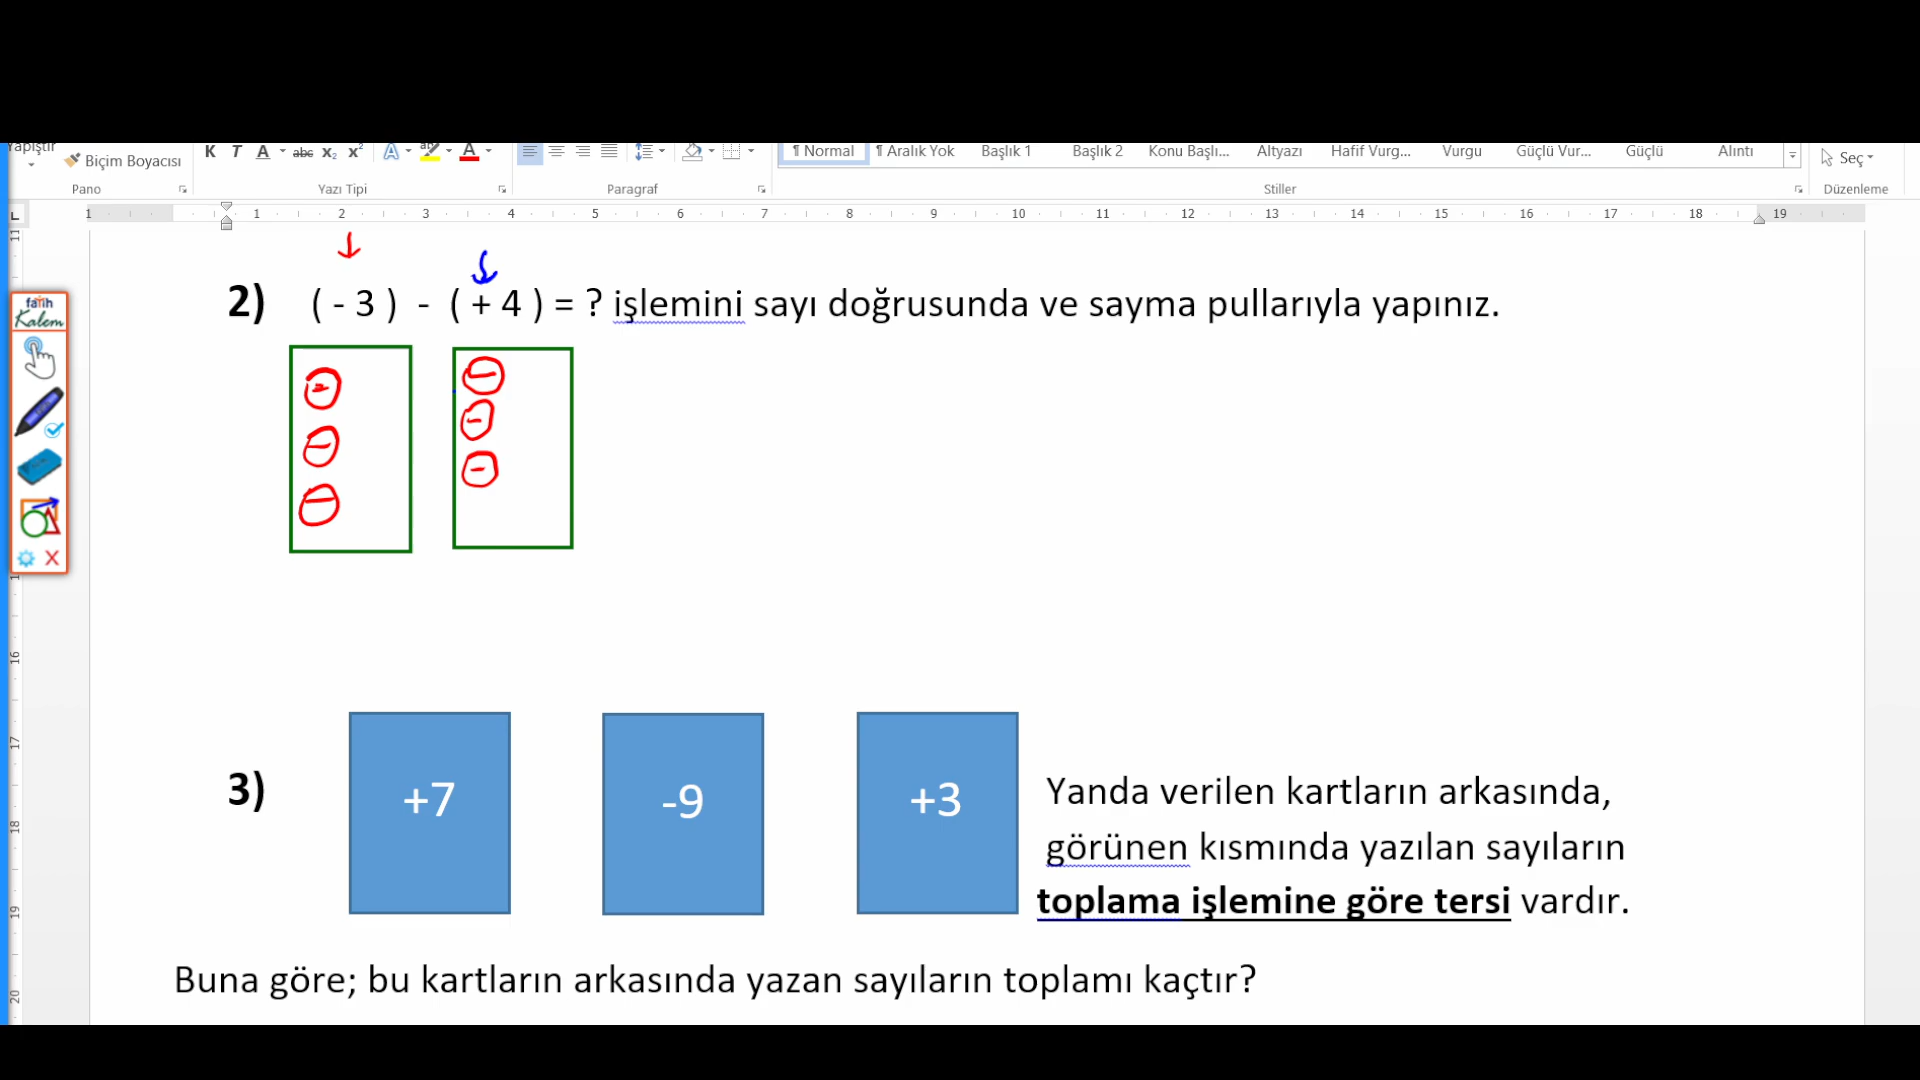 Yapıştır
Biçim Boyacısı
K T A abc x₂ x² A ab A
¶ Normal ¶ Aralık Yok Başlık 1 Başlık 2 Konu Başlı... Altyazı Hafif Vurg... Vurgu Güçlü Vur... Güçlü Alıntı
Seç
Pano Yazı Tipi Paragraf Stiller Düzenleme
L 1 1 2 3 4 5 6 7 8 9 10 11 12 13 14 15 16 17 18 19
11
fatih
Kalem
2) ( - 3 ) - ( + 4 ) = ? işlemini sayı doğrusunda ve sayma pullarıyla yapınız.
- -
- -
- -
16
17
18
19
20
3) +7 -9 +3
Yanda verilen kartların arkasında,
görünen kısmında yazılan sayıların
toplama işlemine göre tersi vardır.
Buna göre; bu kartların arkasında yazan sayıların toplamı kaçtır?